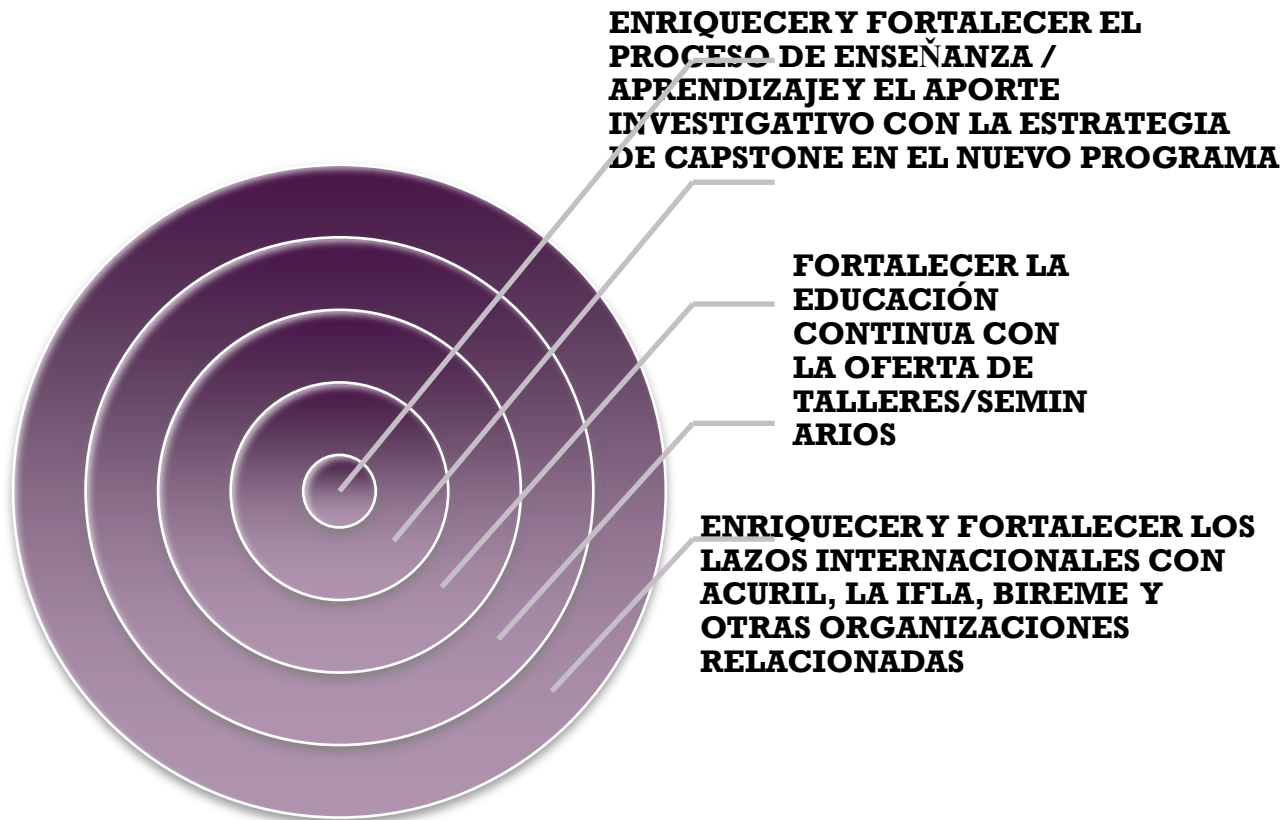 ENRIQUECER Y FORTALECER EL
PROCESO DE ENSEŇANZA /
APRENDIZAJE Y EL APORTE
INVESTIGATIVO CON LA ESTRATEGIA
DE CAPSTONE EN EL NUEVO PROGRAMA
FORTALECER LA
EDUCACIÓN
CONTINUA CON
LA OFERTA DE
TALLERES/SEMIN
ARIOS
ENRIQUECER Y FORTALECER LOS
LAZOS INTERNACIONALES CON
ACURIL, LA IFLA, BIREME Y
OTRAS ORGANIZACIONES
RELACIONADAS